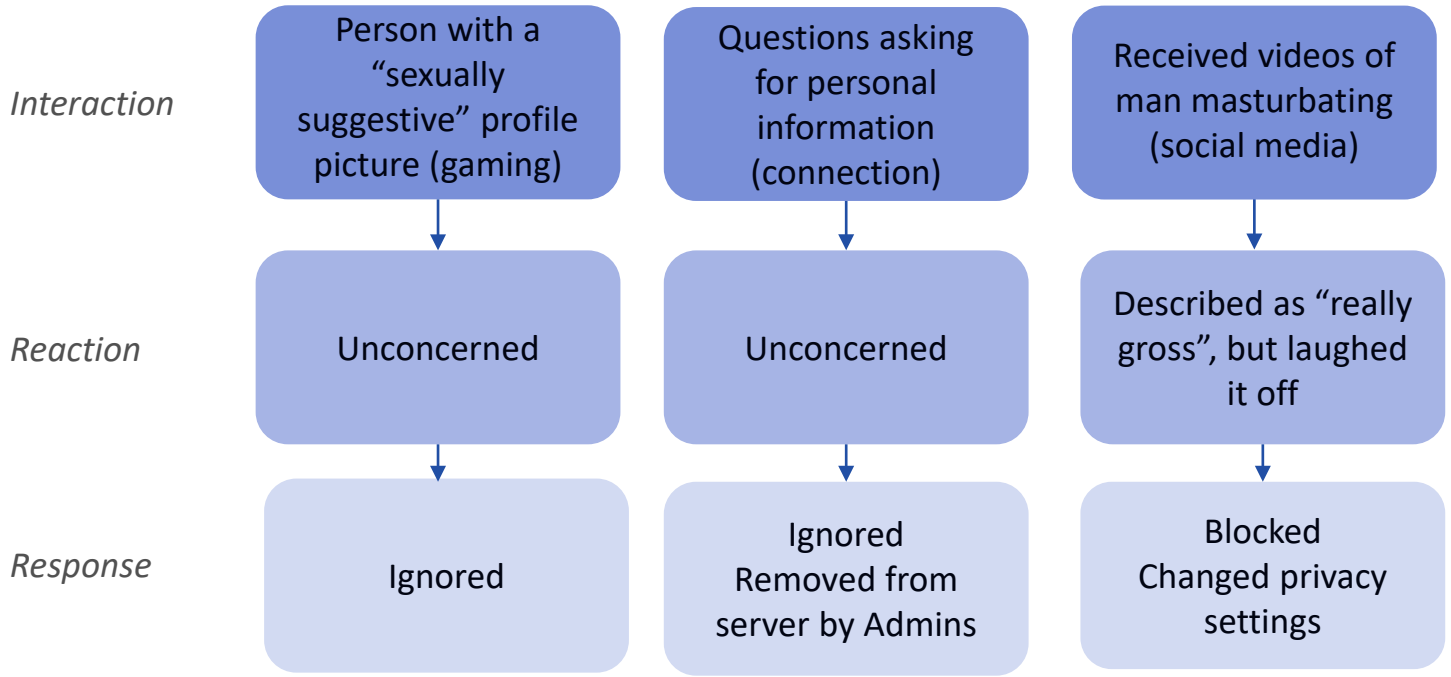 Interaction
Person with a
“sexually
suggestive” profile
picture (gaming)
Questions asking
for personal
information
(connection)
Received videos of
man masturbating
(social media)
Reaction
Unconcerned
Unconcerned
Described as “really
gross”, but laughed
it off
Response
Ignored
Ignored
Removed from
server by Admins
Blocked
Changed privacy
settings